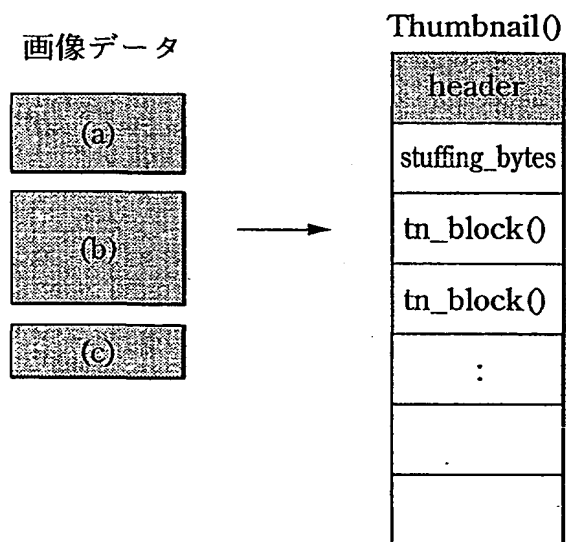 画像データ
(a)
(b)
(c)
Thumbnail()
header
stuffing_bytes
tn_block()
tn_block()
: